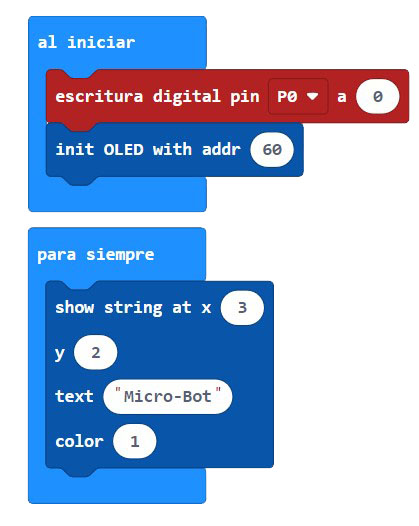 al iniciar
escritura digital pin P0 a 0
init OLED with addr 60
para siempre
show string at x 3
y 2
text "Micro-Bot"
color 1